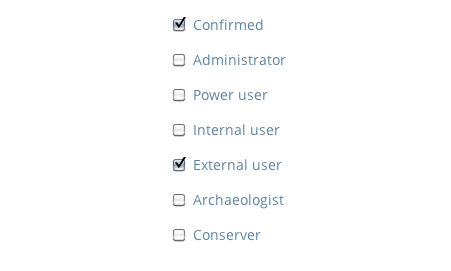 Confirmed
Administrator
Power user
Internal user
External user
Archaeologist
Conserver